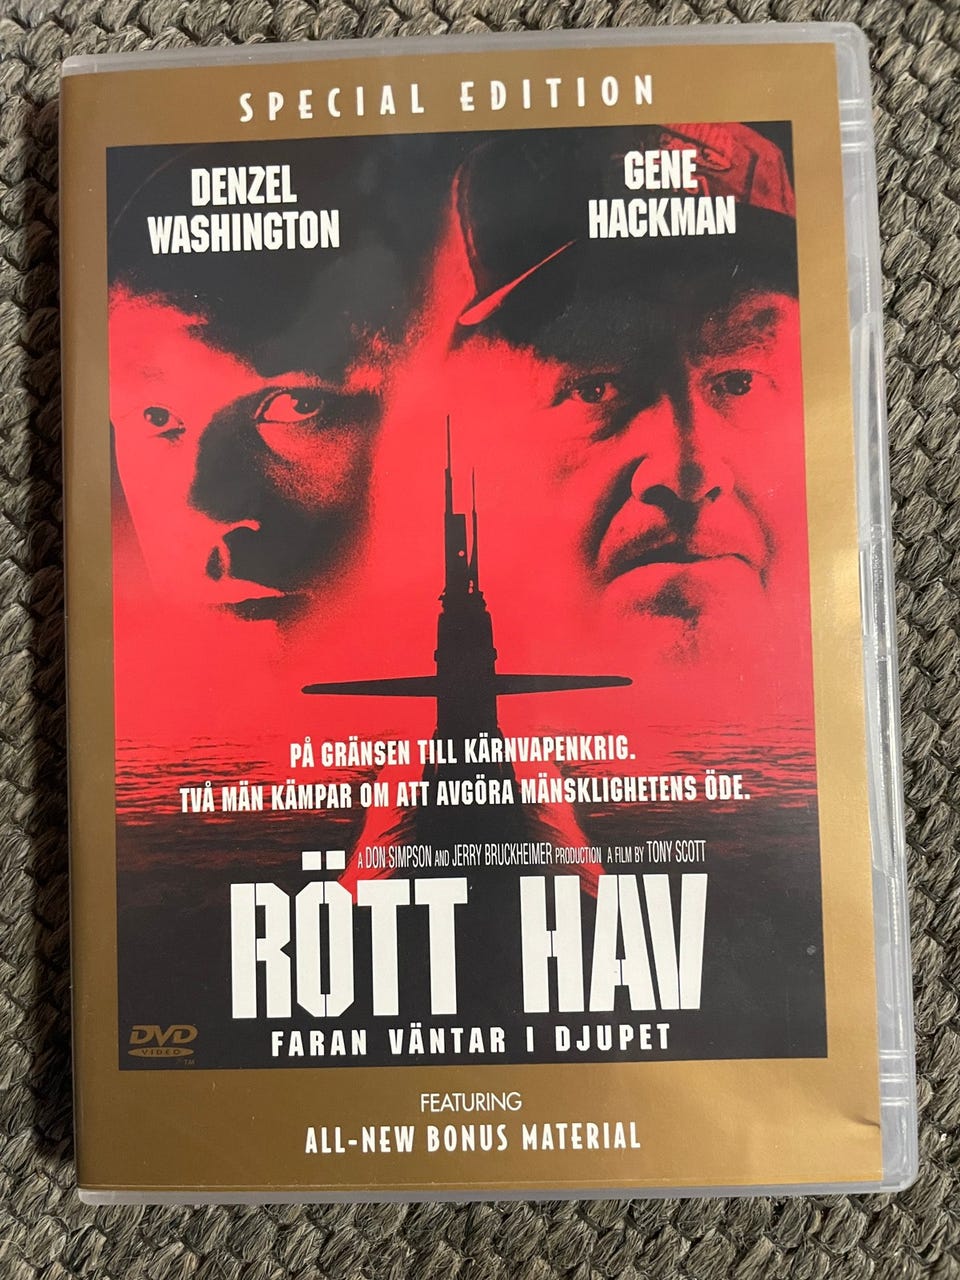 SPECIAL EDITION
DENZEL
WASHINGTON
GENE
HACKMAN
PÅ GRÄNSEN TILL KÄRNVAPENKRIG.
TVÅ MÄN KÄMPAR OM ATT AVGÖRA MÄNSKLIGHETENS ÖDE.
A DON SIMPSON AND JERRY BRUCKHEIMER PRODUCTION A FILM BY TONY SCOTT
RÖTT HAV
FARAN VÄNTAR I DJUPET
DVD
VIDEO
TM
FEATURING
ALL-NEW BONUS MATERIAL